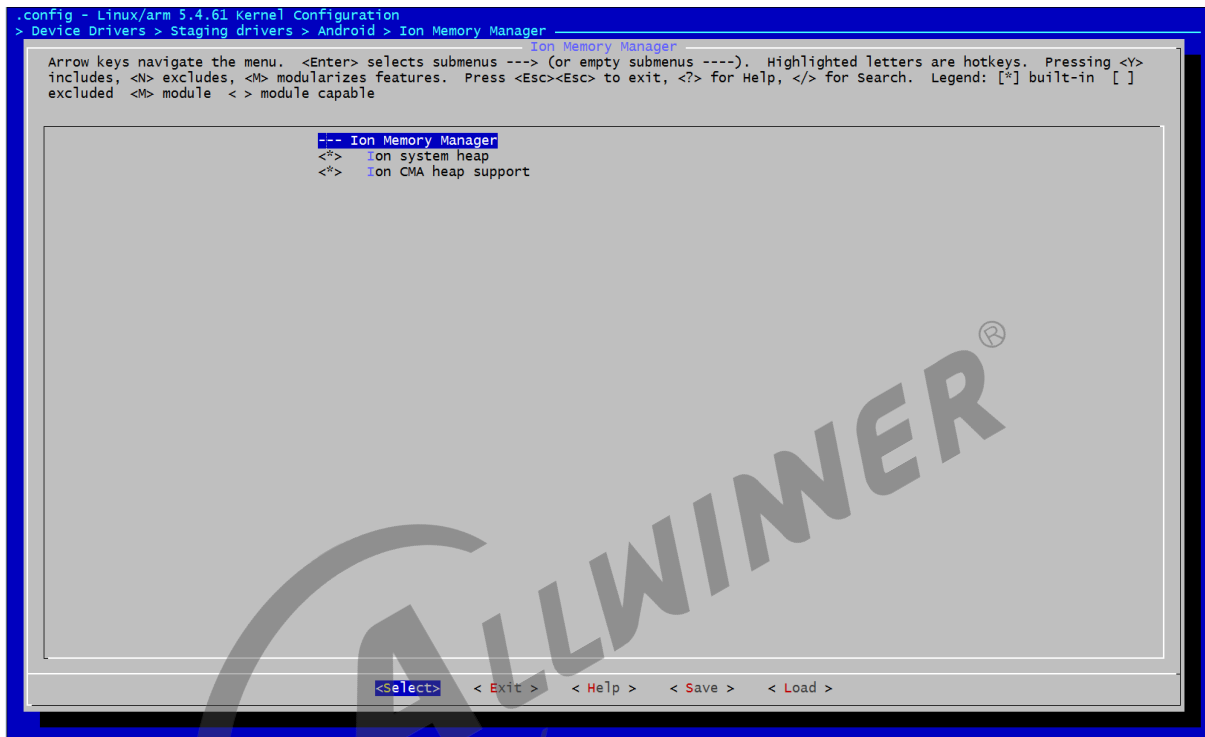 .config - Linux/arm 5.4.61 Kernel Configuration
> Device Drivers > Staging drivers > Android > Ion Memory Manager
Ion Memory Manager
Arrow keys navigate the menu.  <Enter> selects submenus ---> (or empty submenus ----).  Highlighted letters are hotkeys.  Pressing <Y>
includes, <N> excludes, <M> modularizes features.  Press <Esc><Esc> to exit, <?> for Help, </> for Search.  Legend: [*] built-in  [ ]
excluded  <M> module  < > module capable
--- Ion Memory Manager
<*>   Ion system heap
<*>   Ion CMA heap support
ALLWINNER®
<Select>    < Exit >    < Help >    < Save >    < Load >